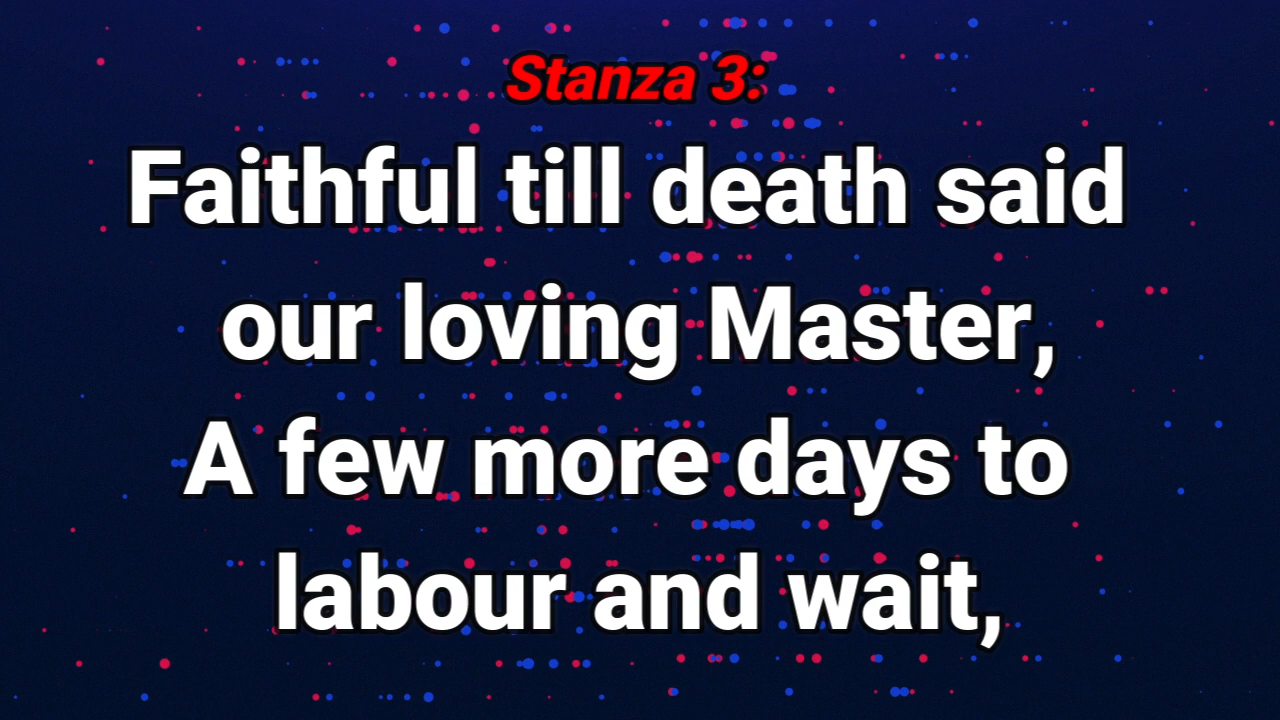 Stanza 3:
Faithful till death said
our loving Master,
A few more days to
labour and wait,